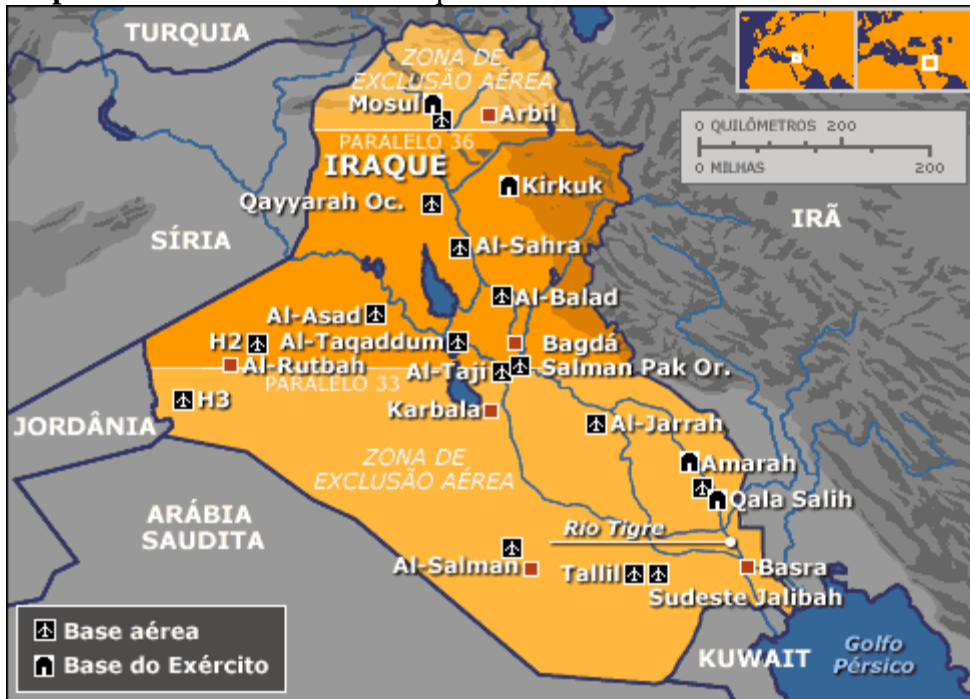 TURQUIA
ZONA DE
EXCLUSÃO AÉREA
Mosul
Arbil
0 QUILÔMETROS 200
0 MILHAS 200
PARALELO 36
IRAQUE
Kirkuk
Qayyarah Oc.
IRÃ
SÍRIA
Al-Sahra
Al-Balad
Al-Asad
H2
Al-Taqaddum
Bagdá
Al-Rutbah
Al-Taji
Salman Pak Or.
PARALELO 33
H3
Karbala
Al-Jarrah
JORDÂNIA
ZONA DE
EXCLUSÃO AÉREA
Amarah
Qala Salih
ARÁBIA
SAUDITA
Rio Tigre
Al-Salman
Tallil
Basra
Sudeste Jalibah
Base aérea
Base do Exército
KUWAIT
Golfo
Pérsico